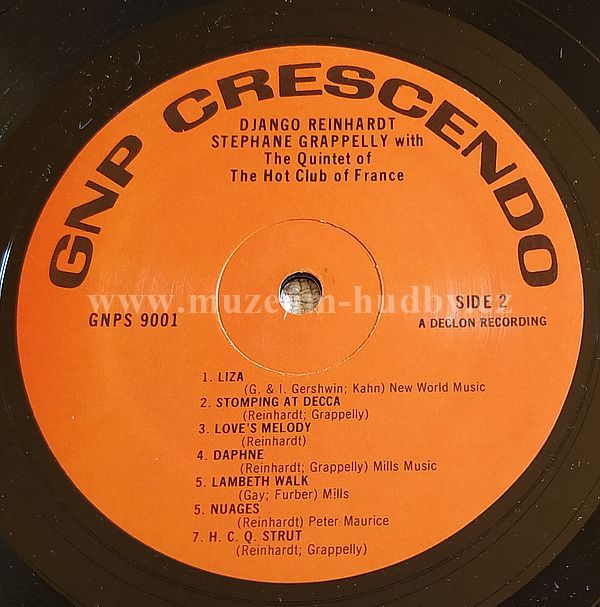 GNP CRESCENDO
DJANGO REINHARDT
STEPHANE GRAPPELLY with
The Quintet of
The Hot Club of France
www.muzeum-hudby.cz
GNPS 9001
SIDE 2
A DECLON RECORDING
1. LIZA
(G. & I. Gershwin; Kahn) New World Music
2. STOMPING AT DECCA
(Reinhardt; Grappelly)
3. LOVE'S MELODY
(Reinhardt)
4. DAPHNE
(Reinhardt; Grappelly) Mills Music
5. LAMBETH WALK
(Gay; Furber) Mills
5. NUAGES
(Reinhardt) Peter Maurice
7. H. C. Q. STRUT
(Reinhardt; Grappelly)